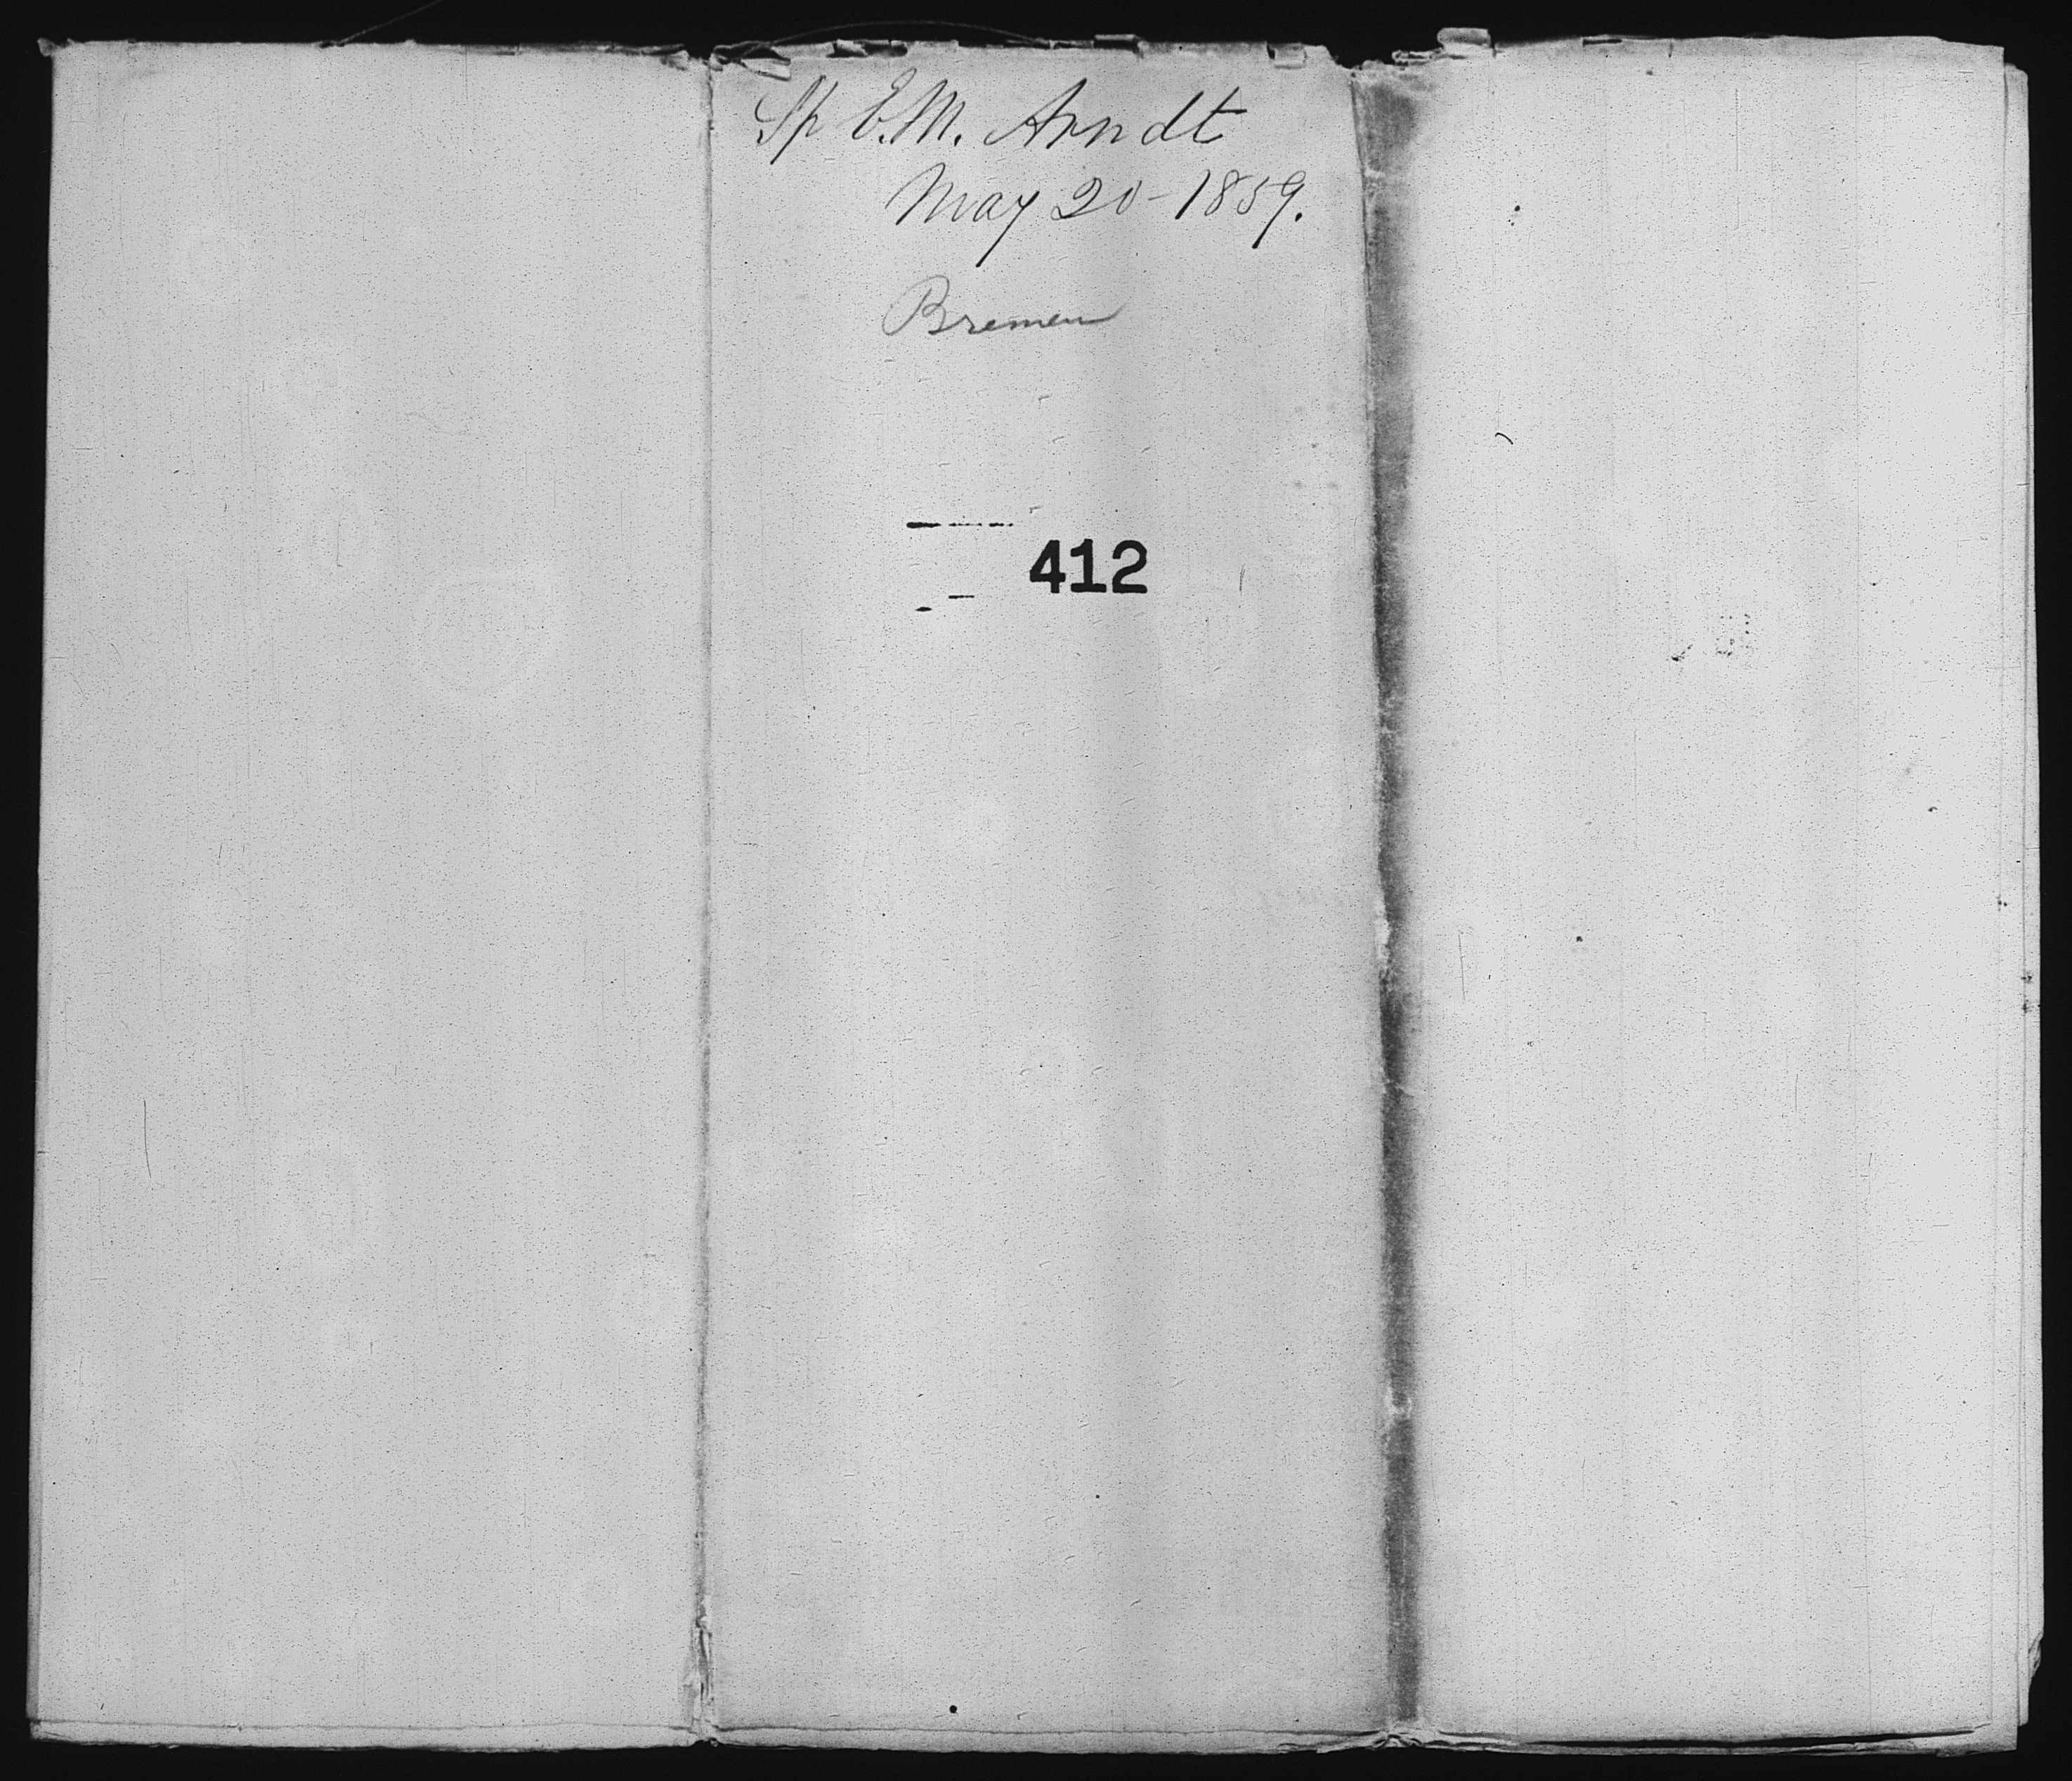 Sp E.M. Arndt
May 20-1859.
Bremen
412